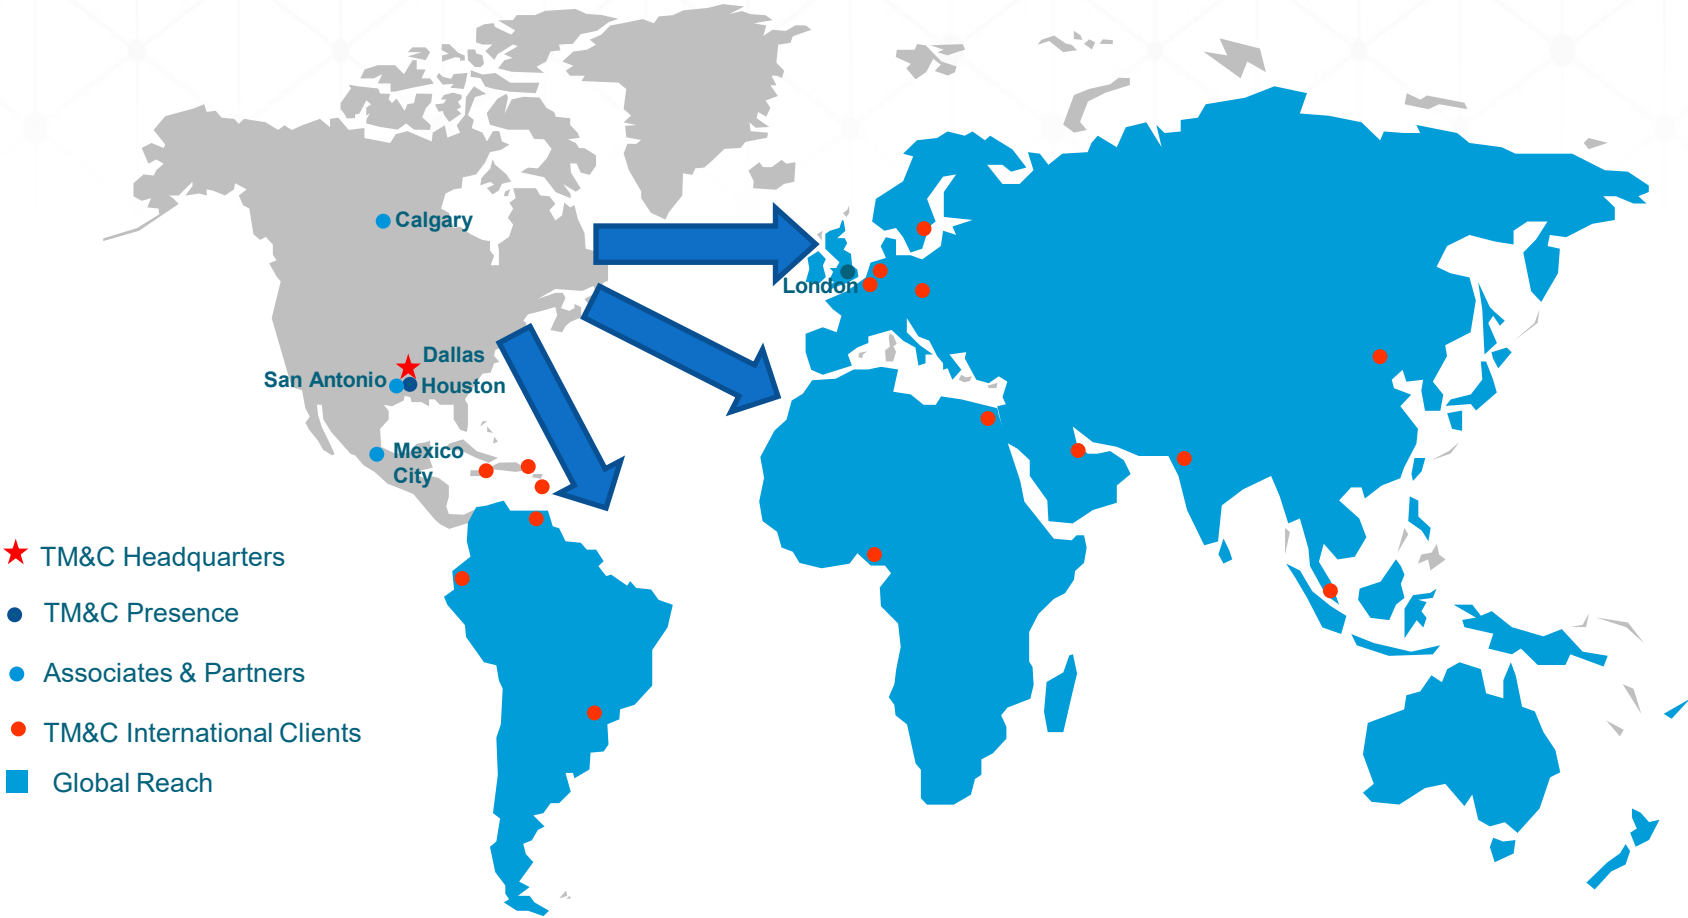 Calgary
London
Dallas
San Antonio
Houston
Mexico
City
TM&C Headquarters
TM&C Presence
Associates & Partners
TM&C International Clients
Global Reach